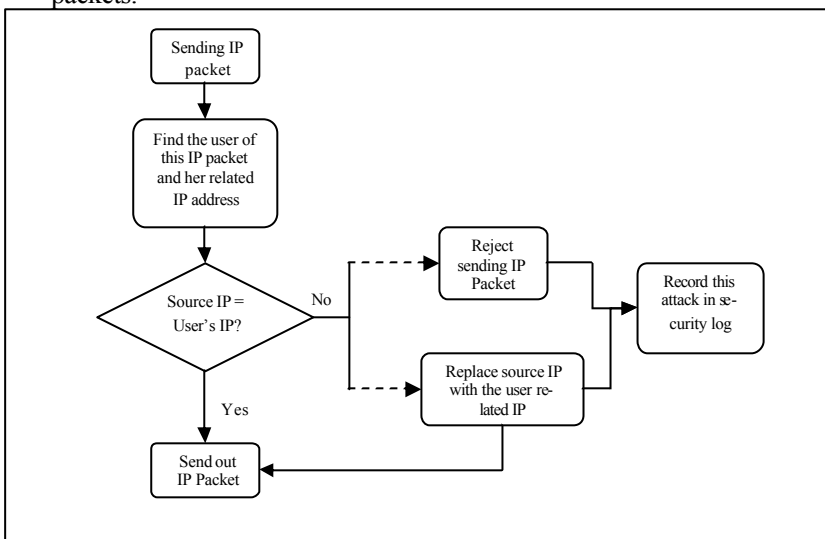 packets.
Sending IP
packet
Find the user of
this IP packet
and her related
IP address
Source IP =
User's IP?
No
Yes
Reject
sending IP
Packet
Replace source IP
with the user re-
lated IP
Record this
attack in se-
curity log
Send out
IP Packet